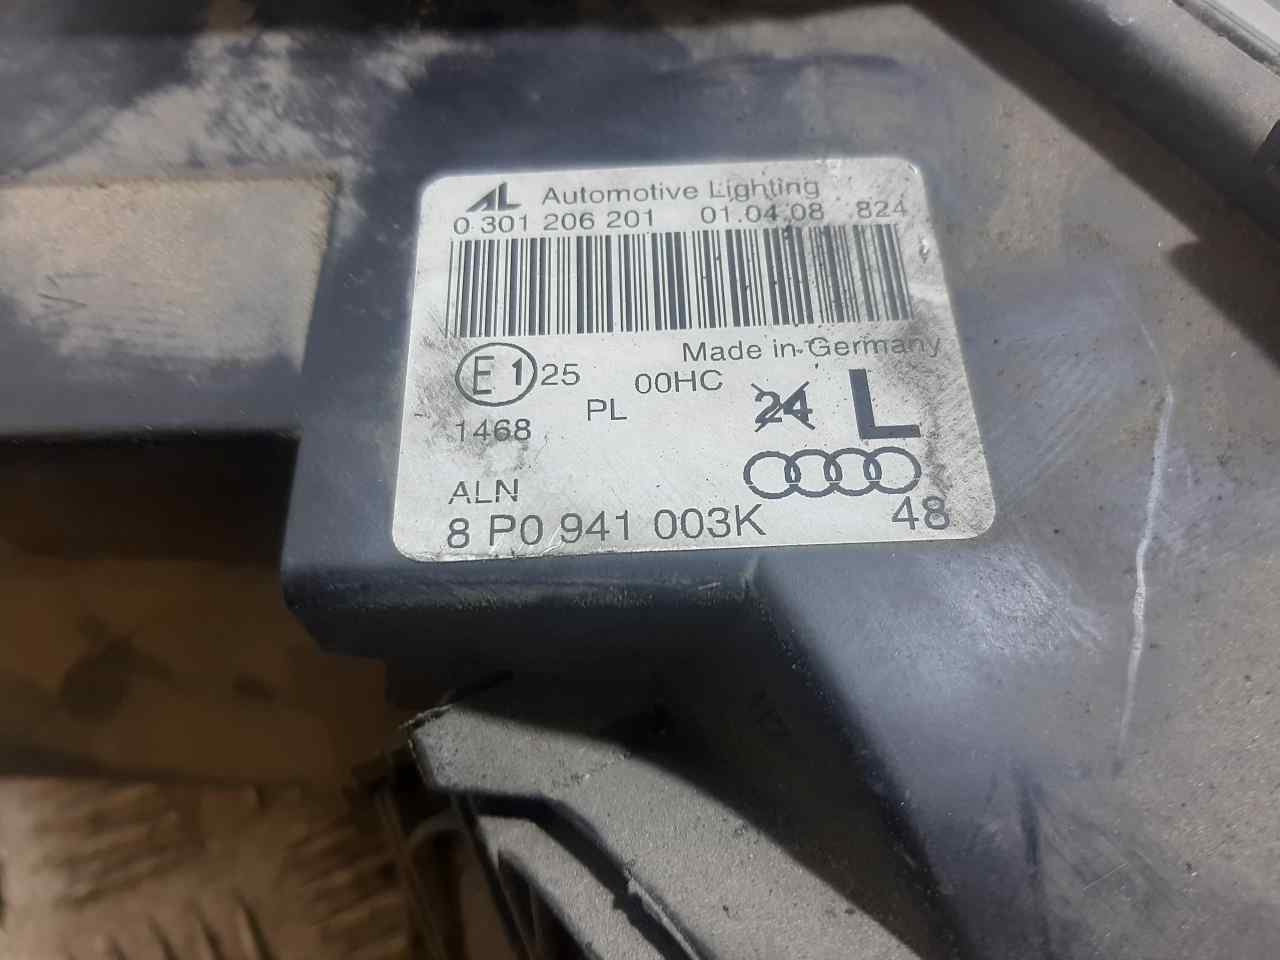 AL Automotive Lighting
0 301 206 201 01.04.08 824
Made in Germany
E1 25 00HC
24 L
PL
1468
ALN
8 P0 941 003K 48